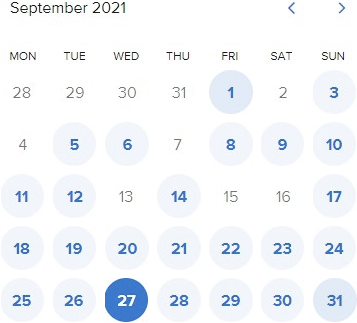 September 2021
MON TUE WED THU FRI SAT SUN
28 29 30 31 1 2 3
4 5 6 7 8 9 10
11 12 13 14 15 16 17
18 19 20 21 22 23 24
25 26 27 28 29 30 31